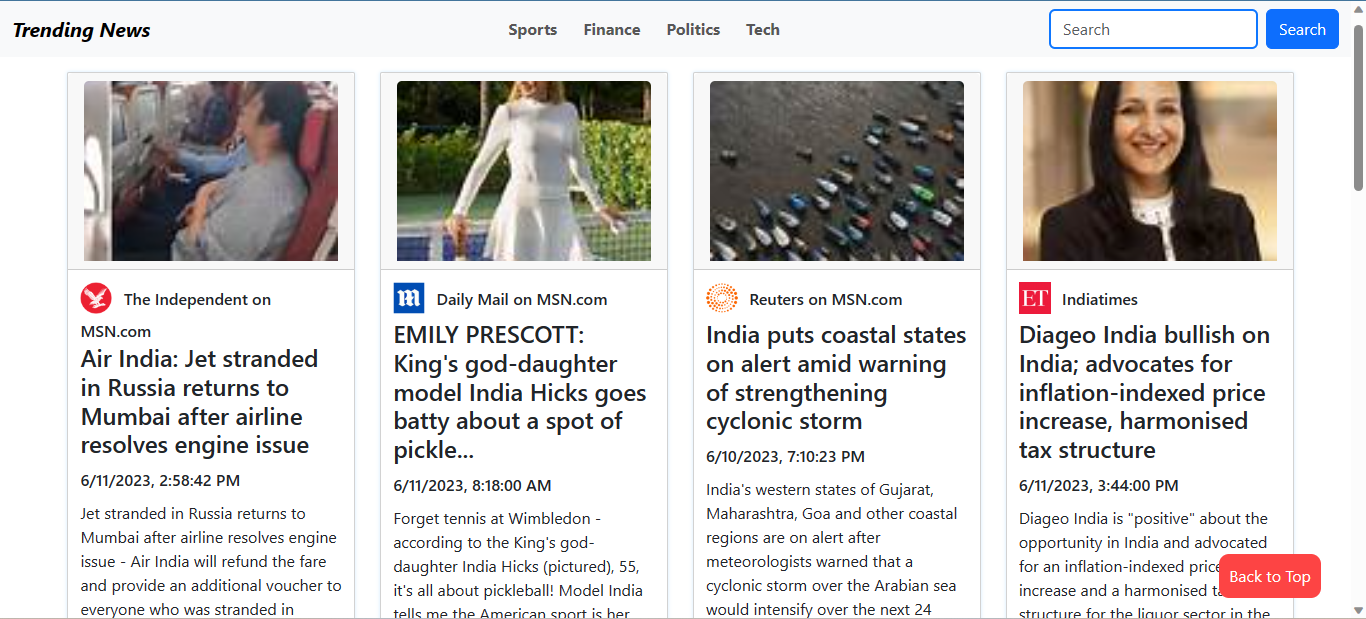 Trending News
Sports Finance Politics Tech
Search Search
The Independent on
MSN.com
Air India: Jet stranded
in Russia returns to
Mumbai after airline
resolves engine issue
6/11/2023, 2:58:42 PM
Jet stranded in Russia returns to
Mumbai after airline resolves engine
issue - Air India will refund the fare
and provide an additional voucher to
everyone who was stranded in
m Daily Mail on MSN.com
EMILY PRESCOTT:
King's god-daughter
model India Hicks goes
batty about a spot of
pickle...
6/11/2023, 8:18:00 AM
Forget tennis at Wimbledon -
according to the King's god-
daughter India Hicks (pictured), 55,
it's all about pickleball! Model India
tells me the American sport is her
Reuters on MSN.com
India puts coastal states
on alert amid warning
of strengthening
cyclonic storm
6/10/2023, 7:10:23 PM
India's western states of Gujarat,
Maharashtra, Goa and other coastal
regions are on alert after
meteorologists warned that a
cyclonic storm over the Arabian sea
would intensify over the next 24
ET Indiatimes
Diageo India bullish on
India; advocates for
inflation-indexed price
increase, harmonised
tax structure
6/11/2023, 3:44:00 PM
Diageo India is "positive" about the
opportunity in India and advocated
for an inflation-indexed price
increase and a harmonised
structure for the liquor sector in the
Back to Top